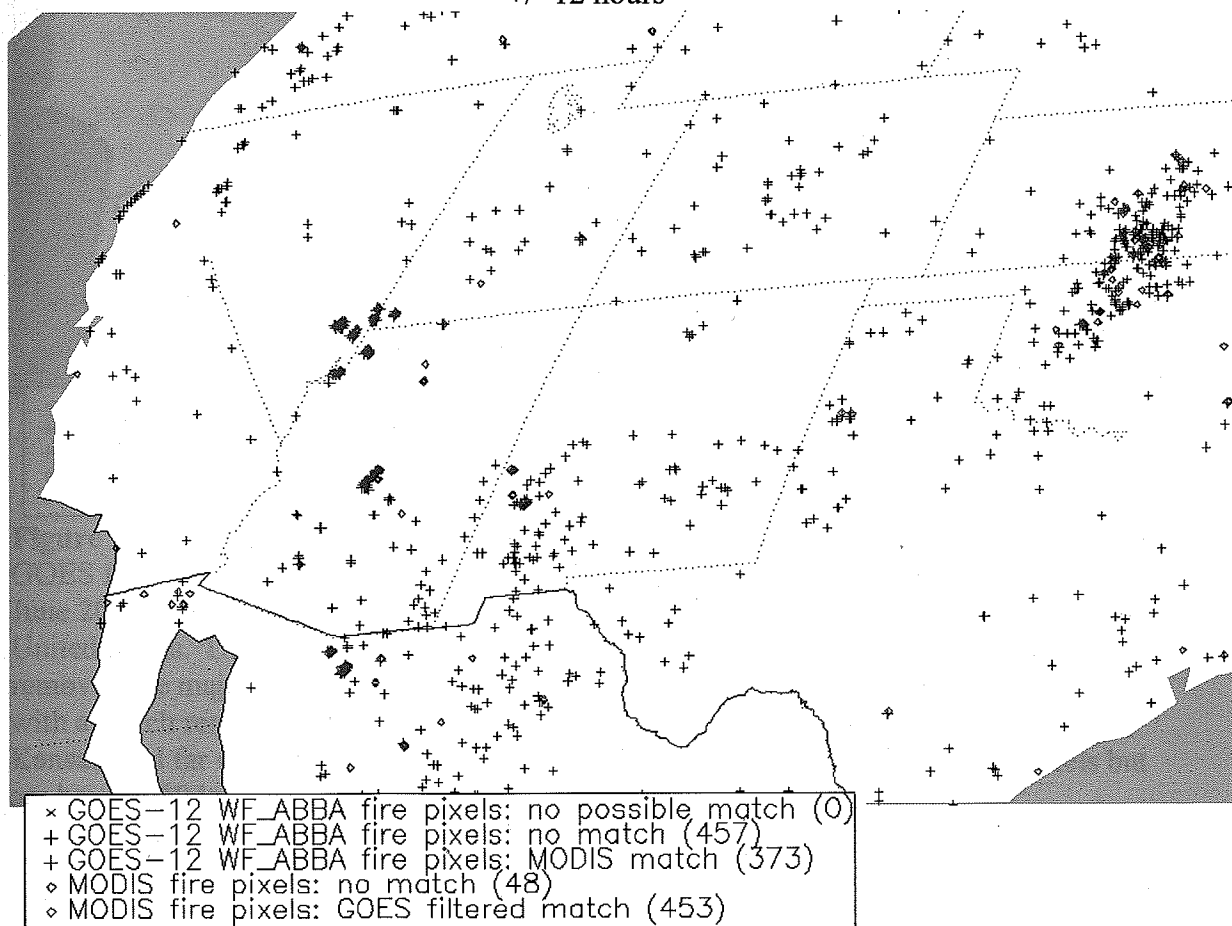 12 hours
× GOES-12 WF_ABBA fire pixels: no possible match (0)
+ GOES-12 WF_ABBA fire pixels: no match (457)
+ GOES-12 WF_ABBA fire pixels: MODIS match (373)
◇ MODIS fire pixels: no match (48)
◇ MODIS fire pixels: GOES filtered match (453)